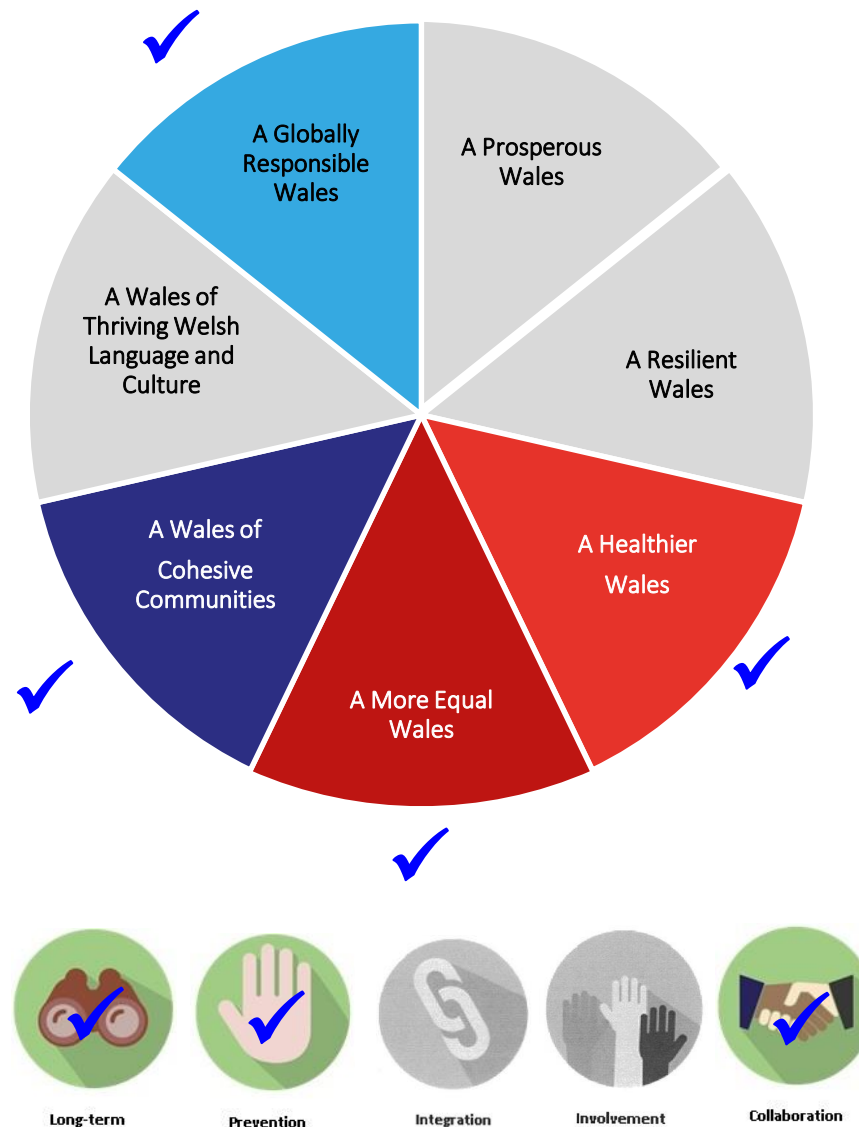 A Globally
Responsible
Wales
A Prosperous
Wales
A Wales of
Thriving Welsh
Language and
Culture
A Resilient
Wales
A Wales of
Cohesive
Communities
A Healthier
Wales
A More Equal
Wales
Long-term
Prevention
Integration
Involvement
Collaboration